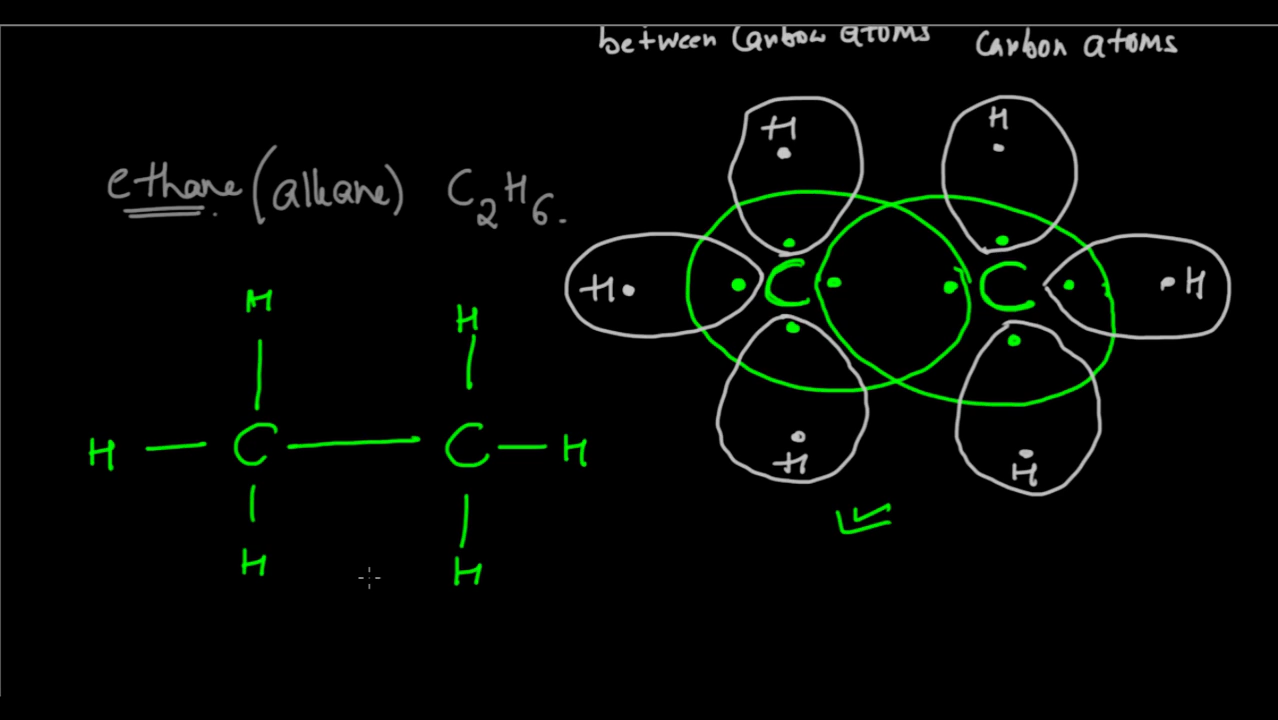 between Carbon atoms Carbon atoms
ethane (alkane) C₂H₆.
H H
H H
H C C H
H H
H H
H C C H
H H